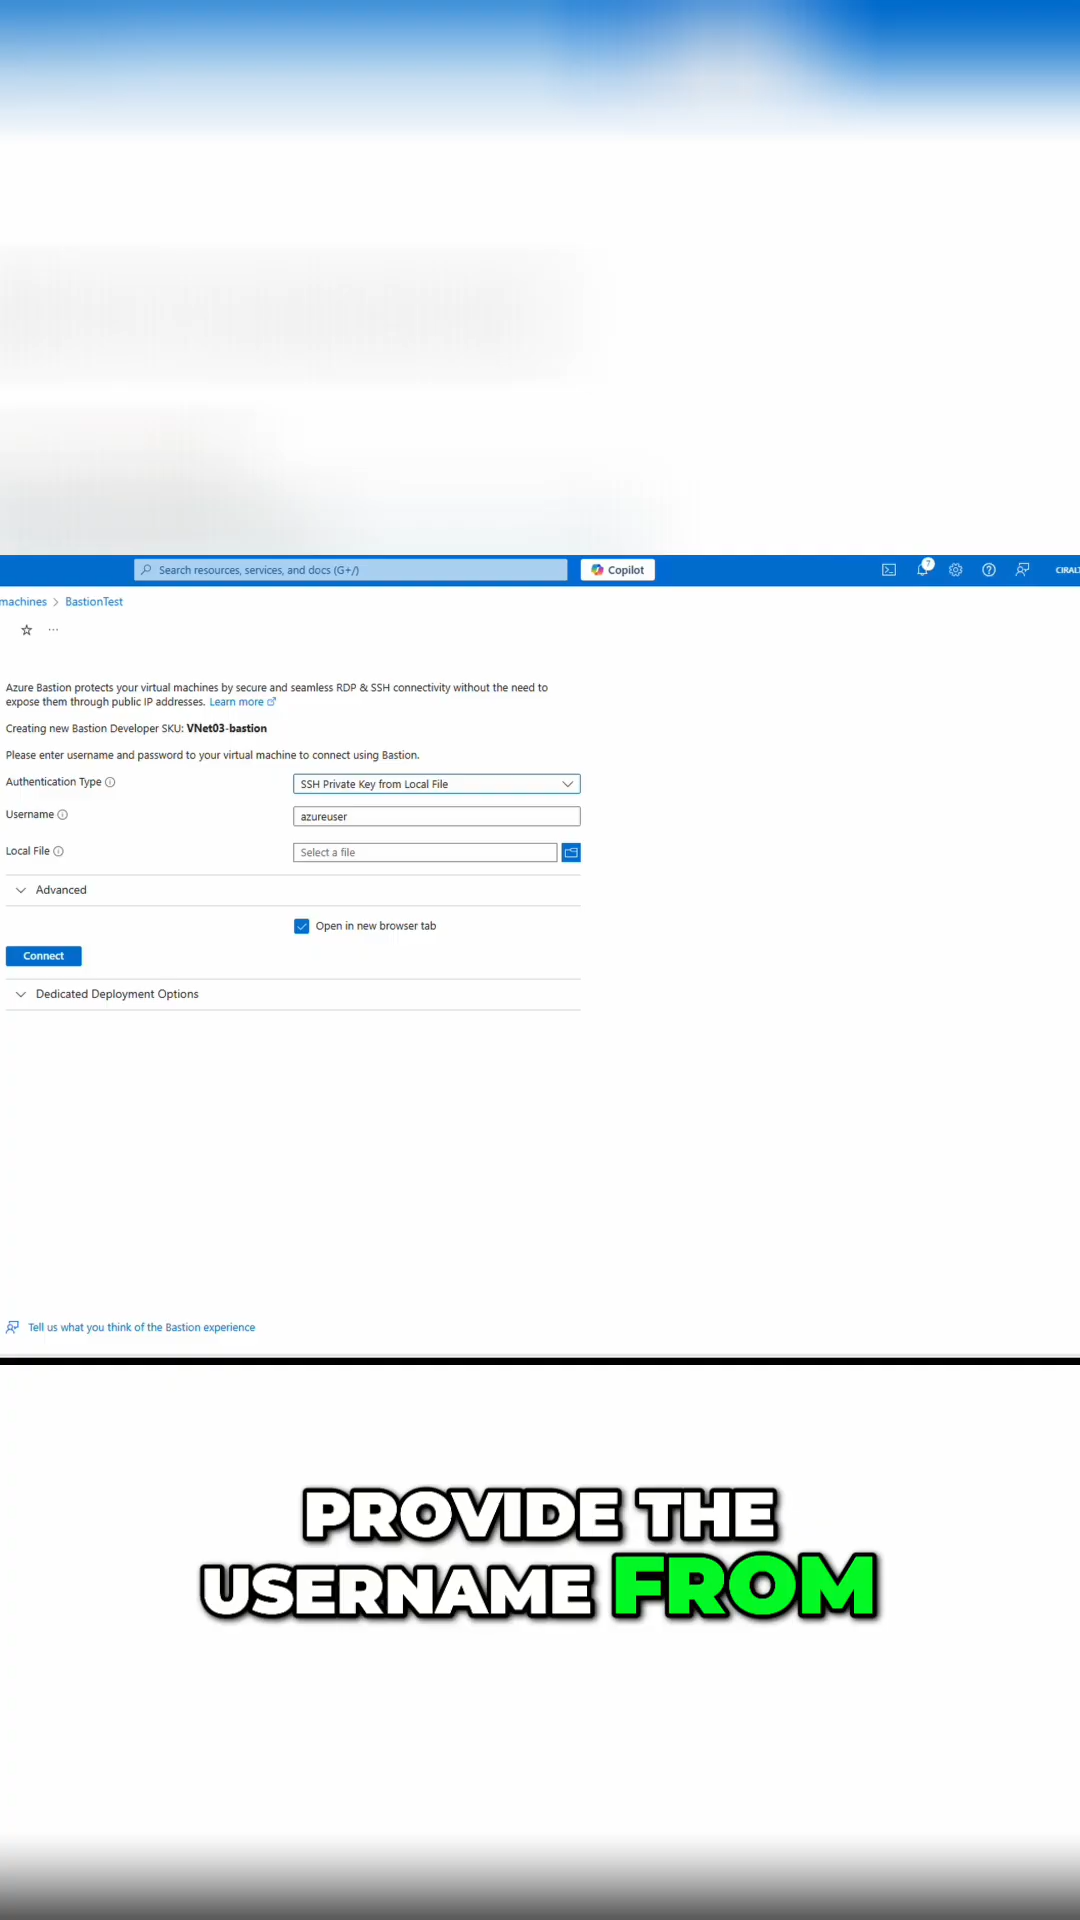 Search resources, services, and docs (G+/)
Copilot
7
machines > BastionTest
...
Azure Bastion protects your virtual machines by secure and seamless RDP & SSH connectivity without the need to
expose them through public IP addresses. Learn more
Creating new Bastion Developer SKU: VNet03-bastion
Please enter username and password to your virtual machine to connect using Bastion.
Authentication Type
SSH Private Key from Local File
Username
azureuser
Local File
Select a file
Advanced
Open in new browser tab
Connect
Dedicated Deployment Options
Tell us what you think of the Bastion experience
PROVIDE THE
USERNAME FROM